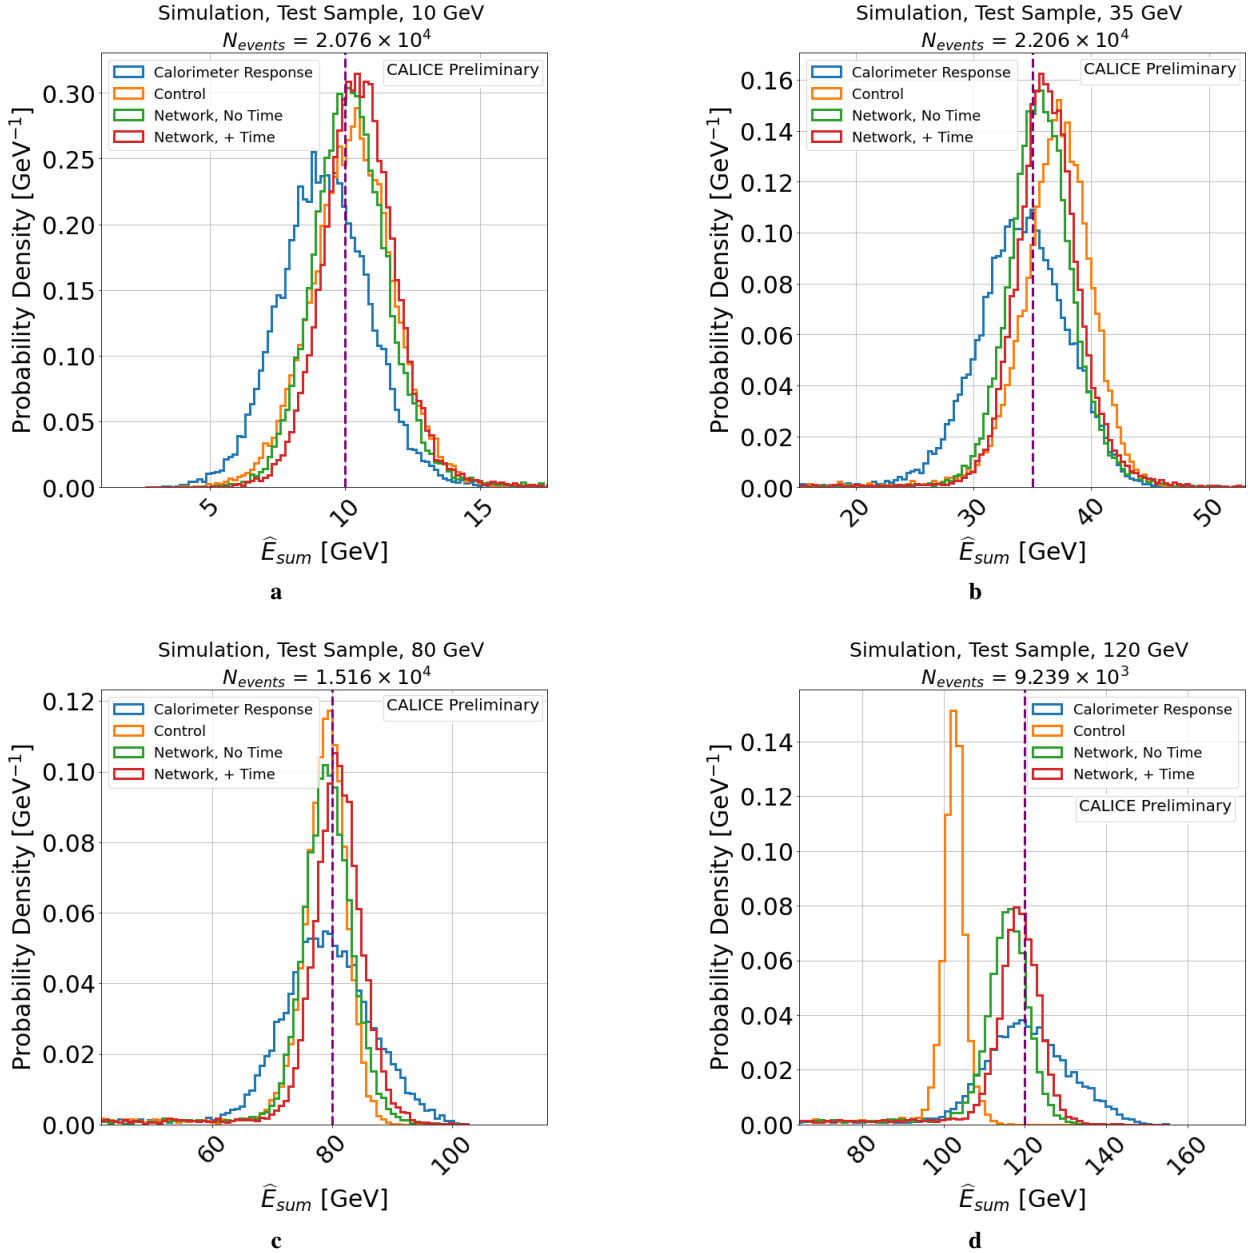 Simulation, Test Sample, 10 GeV
N_events = 2.076 × 10^4
CALICE Preliminary
Calorimeter Response
Control
Network, No Time
Network, + Time
Probability Density [GeV^−1]
0.30
0.25
0.20
0.15
0.10
0.05
0.00
5
10
15
Ê_sum [GeV]
a
Simulation, Test Sample, 35 GeV
N_events = 2.206 × 10^4
CALICE Preliminary
Calorimeter Response
Control
Network, No Time
Network, + Time
Probability Density [GeV^−1]
0.16
0.14
0.12
0.10
0.08
0.06
0.04
0.02
0.00
20
30
40
50
Ê_sum [GeV]
b
Simulation, Test Sample, 80 GeV
N_events = 1.516 × 10^4
CALICE Preliminary
Calorimeter Response
Control
Network, No Time
Network, + Time
Probability Density [GeV^−1]
0.12
0.10
0.08
0.06
0.04
0.02
0.00
60
80
100
Ê_sum [GeV]
c
Simulation, Test Sample, 120 GeV
N_events = 9.239 × 10^3
Calorimeter Response
Control
Network, No Time
Network, + Time
CALICE Preliminary
Probability Density [GeV^−1]
0.14
0.12
0.10
0.08
0.06
0.04
0.02
0.00
80
100
120
140
160
Ê_sum [GeV]
d